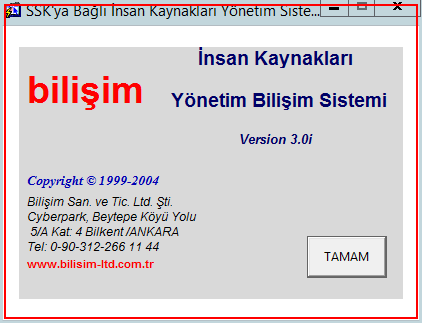 SSK'ya Bağlı İnsan Kaynakları Yönetim Siste...
İnsan Kaynakları
bilişim
Yönetim Bilişim Sistemi
Version 3.0i
Copyright © 1999-2004
Bilişim San. ve Tic. Ltd. Şti.
Cyberpark, Beytepe Köyü Yolu
5/A Kat: 4 Bilkent /ANKARA
Tel: 0-90-312-266 11 44
www.bilisim-ltd.com.tr
TAMAM